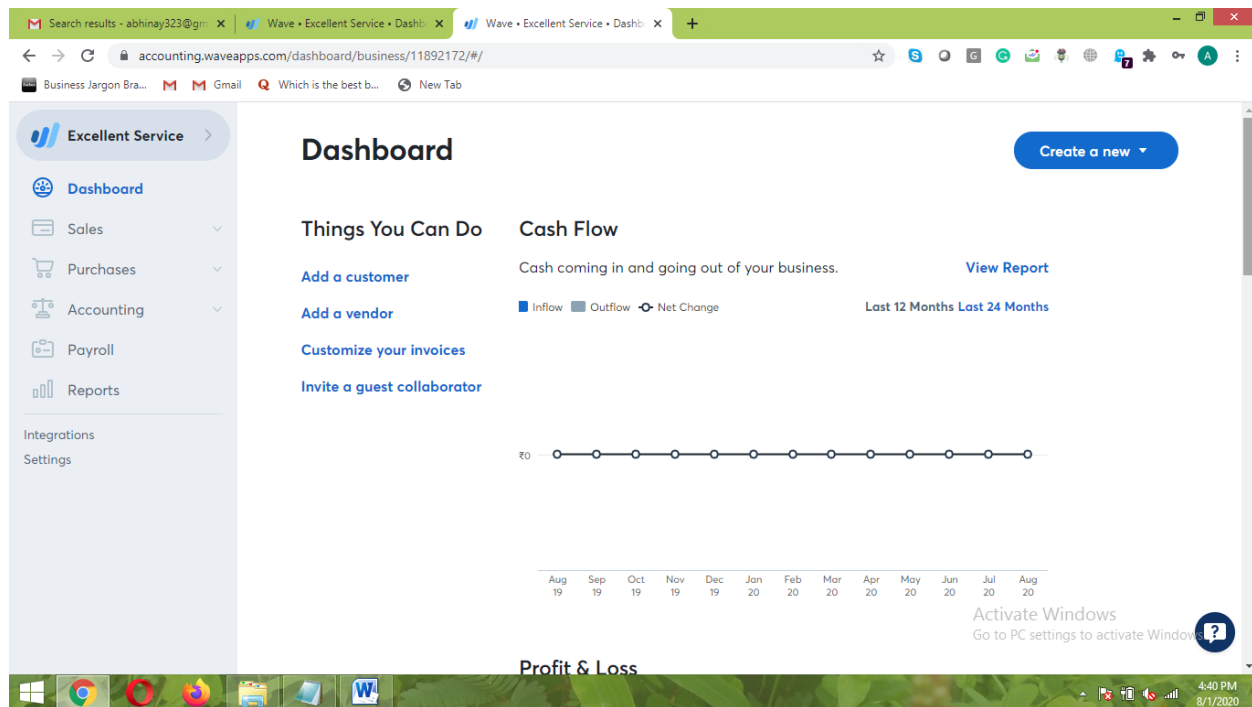 Search results - abhinay323@gm
Wave • Excellent Service • Dashb
Wave • Excellent Service • Dashb
accounting.waveapps.com/dashboard/business/11892172/#/
S
G
G
7
A
Business Jargon Bra...
Gmail
Which is the best b...
New Tab
Excellent Service
Dashboard
Sales
Purchases
Accounting
Payroll
Reports
Integrations
Settings
Dashboard
Create a new
Things You Can Do
Add a customer
Add a vendor
Customize your invoices
Invite a guest collaborator
Cash Flow
Cash coming in and going out of your business.
View Report
Inflow Outflow Net Change
Last 12 Months Last 24 Months
₹0
Aug Sep Oct Nov Dec Jan Feb Mar Apr May Jun Jul Aug
19 19 19 19 19 20 20 20 20 20 20 20 20
Activate Windows
Go to PC settings to activate Windows
?
Profit & Loss
W
4:40 PM
8/1/2020